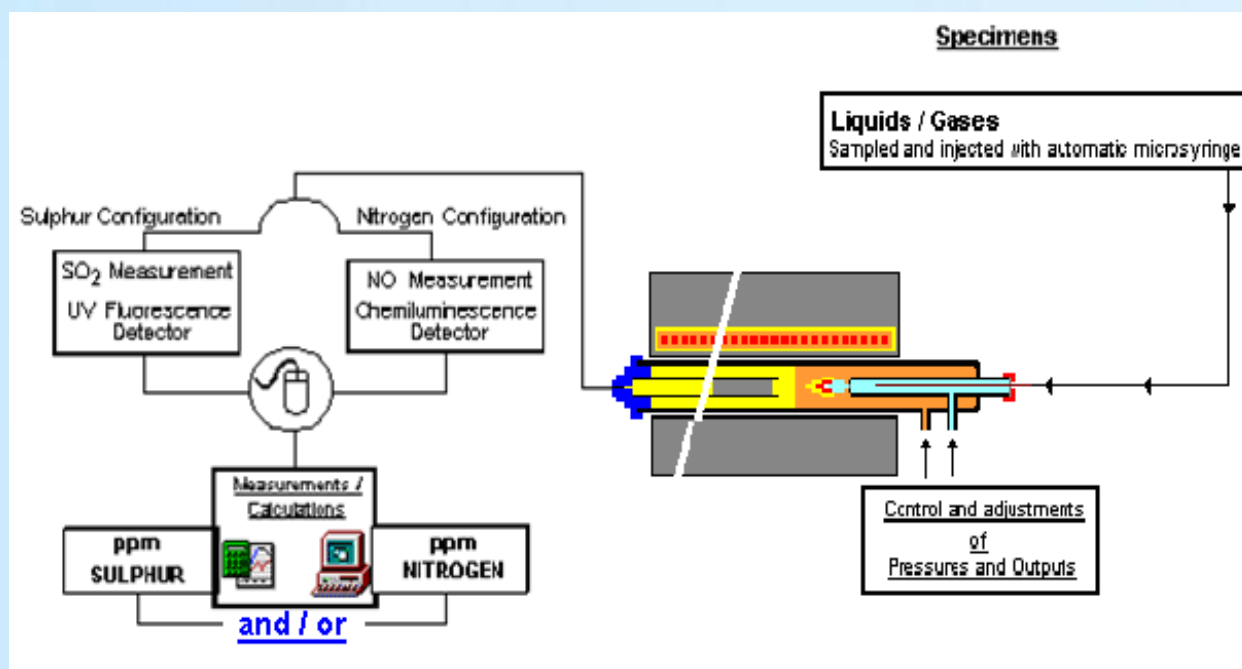 Specimens
Liquids / Gases
Sampled and injected with automatic microsyringe
Sulphur Configuration
Nitrogen Configuration
SO₂ Measurement
UV Fluorescence
Detector
NO Measurement
Chemiluminescence
Detector
Control and adjustments
of
Pressures and Outputs
Measurements /
Calculations
ppm
SULPHUR
ppm
NITROGEN
and / or